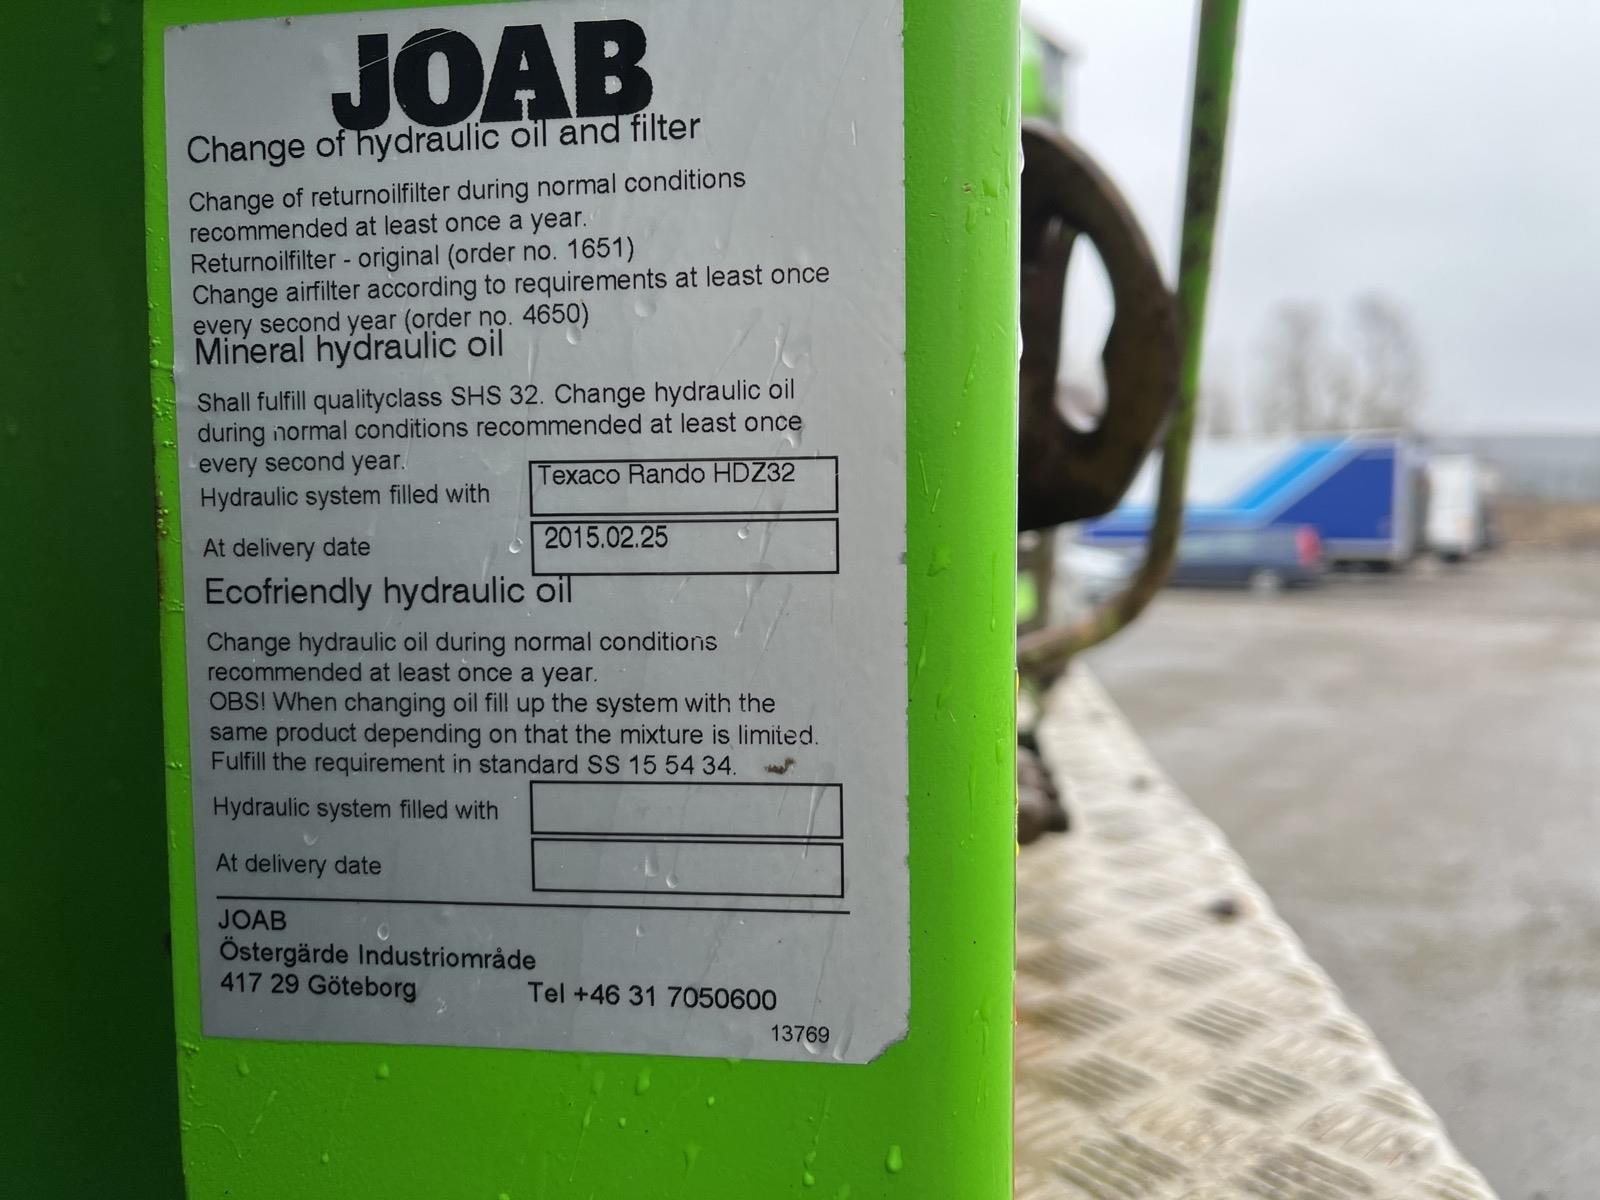 JOAB
Change of hydraulic oil and filter
Change of returnoilfilter during normal conditions
recommended at least once a year.
Returnoilfilter - original (order no. 1651)
Change airfilter according to requirements at least once
every second year (order no. 4650)
Mineral hydraulic oil
Shall fulfill qualityclass SHS 32. Change hydraulic oil
during normal conditions recommended at least once
every second year.
Hydraulic system filled with Texaco Rando HDZ32
At delivery date 2015.02.25
Ecofriendly hydraulic oil
Change hydraulic oil during normal conditions
recommended at least once a year.
OBS! When changing oil fill up the system with the
same product depending on that the mixture is limited.
Fulfill the requirement in standard SS 15 54 34.
Hydraulic system filled with
At delivery date
JOAB
Östergärde Industriområde
417 29 Göteborg Tel +46 31 7050600
13769